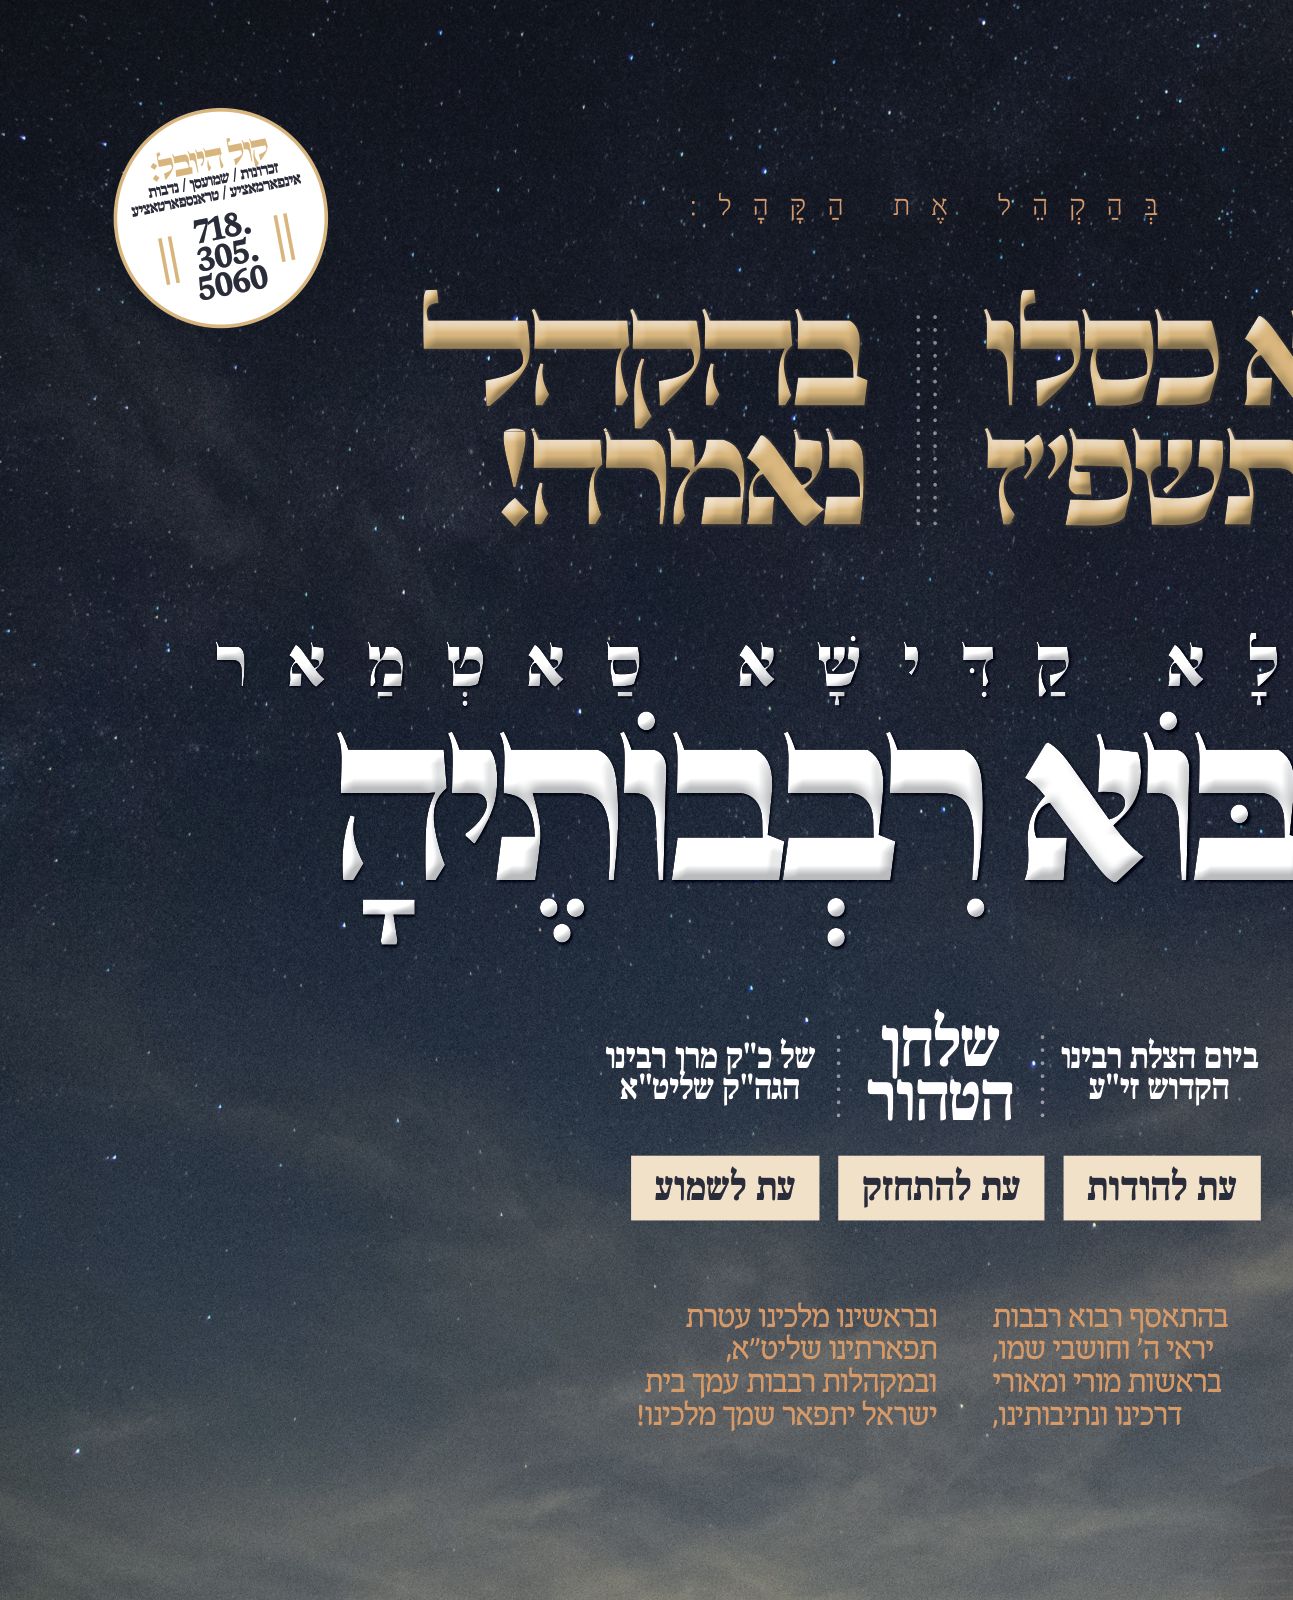 קול היובל:
זכרונות / שמועסן / נדבות
אינפארמאציע / טראנספארטאציע
718.
305.
5060
בְּהַקְהֵל אֶת הַקָּהָל:
א כסלו
תשפ״ז
בהקהל
נאמרה!
לָא קַדִּישָׁא סַאטְמַאר
בּוֹא רִבְבוֹתֶיהָ
ביום הצלת רבינו
הקדוש זי"ע
שלחן
הטהור
של כ"ק מרן רבינו
הגה"ק שליט"א
עת להודות
עת להתחזק
עת לשמוע
בהתאסף רבוא רבבות
יראי ה' וחושבי שמו,
בראשות מורי ומאורי
דרכינו ונתיבותינו,
ובראשינו מלכינו עטרת
תפארתינו שליט״א,
ובמקהלות רבבות עמך בית
ישראל יתפאר שמך מלכינו!